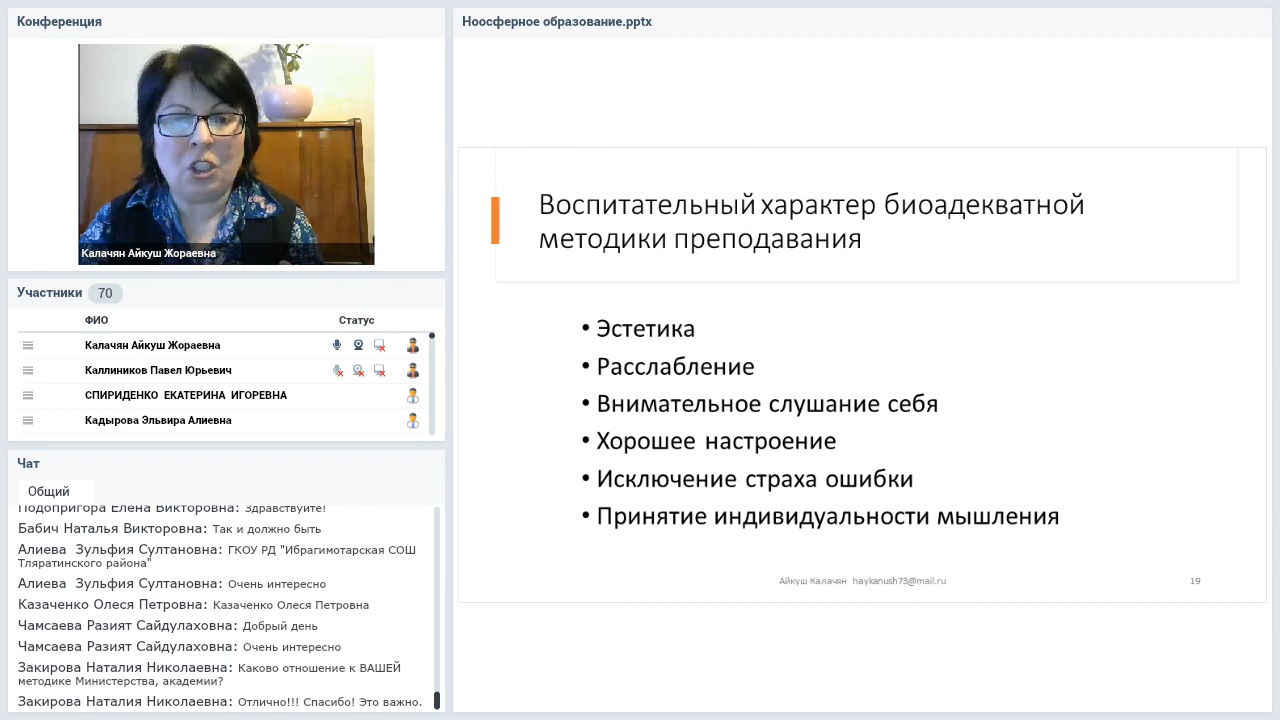 Конференция
Калачян Айкуш Жораевна
Участники 70
ФИО Статус
Калачян Айкуш Жораевна
Каллиников Павел Юрьевич
СПИРИДЕНКО ЕКАТЕРИНА ИГОРЕВНА
Кадырова Эльвира Алиевна
Чат
Общий
Подопригора Елена Викторовна: Здравствуйте!
Бабич Наталья Викторовна: Так и должно быть
Алиева Зульфия Султановна: ГКОУ РД "Ибрагимотарская СОШ
Тляратинского района"
Алиева Зульфия Султановна: Очень интересно
Казаченко Олеся Петровна: Казаченко Олеся Петровна
Чамсаева Разият Сайдулаховна: Добрый день
Чамсаева Разият Сайдулаховна: Очень интересно
Закирова Наталия Николаевна: Каково отношение к ВАШЕЙ
методике Министерства, академии?
Закирова Наталия Николаевна: Отлично!!! Спасибо! Это важно.
Ноосферное образование.pptx
Воспитательный характер биоадекватной
методики преподавания
• Эстетика
• Расслабление
• Внимательное слушание себя
• Хорошее настроение
• Исключение страха ошибки
• Принятие индивидуальности мышления
Айкуш Калачян haykanush73@mail.ru 19